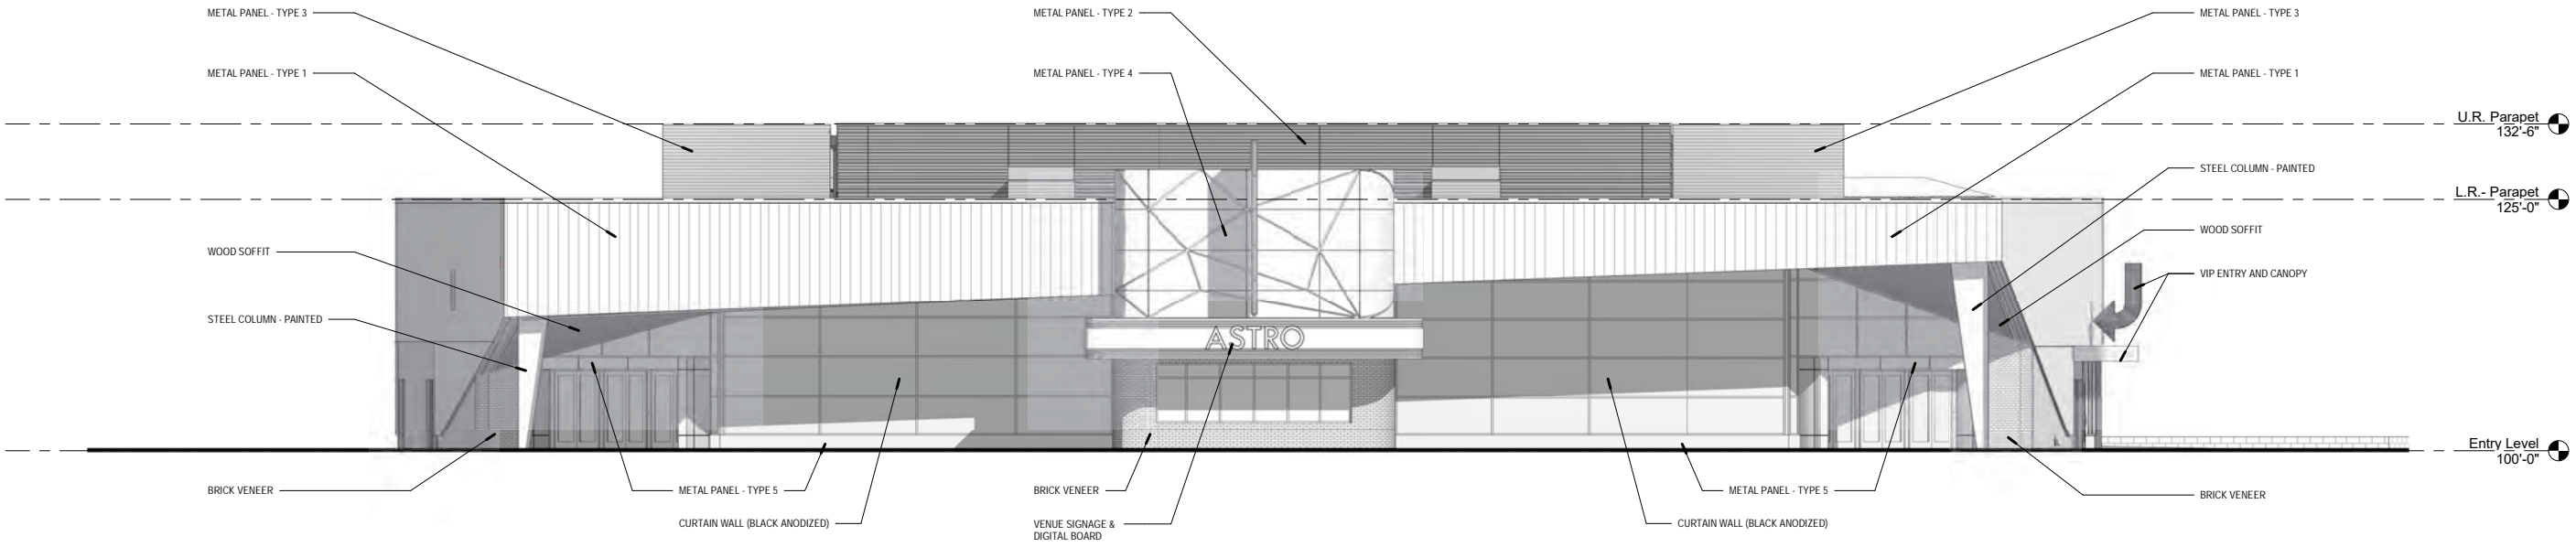 METAL PANEL - TYPE 3
METAL PANEL - TYPE 2
METAL PANEL - TYPE 3
METAL PANEL - TYPE 1
METAL PANEL - TYPE 4
METAL PANEL - TYPE 1
U.R. Parapet
132'-6"
STEEL COLUMN - PAINTED
L.R.- Parapet
125'-0"
WOOD SOFFIT
WOOD SOFFIT
VIP ENTRY AND CANOPY
STEEL COLUMN - PAINTED
ASTRO
Entry Level
100'-0"
BRICK VENEER
METAL PANEL - TYPE 5
BRICK VENEER
METAL PANEL - TYPE 5
BRICK VENEER
CURTAIN WALL (BLACK ANODIZED)
VENUE SIGNAGE &
DIGITAL BOARD
CURTAIN WALL (BLACK ANODIZED)